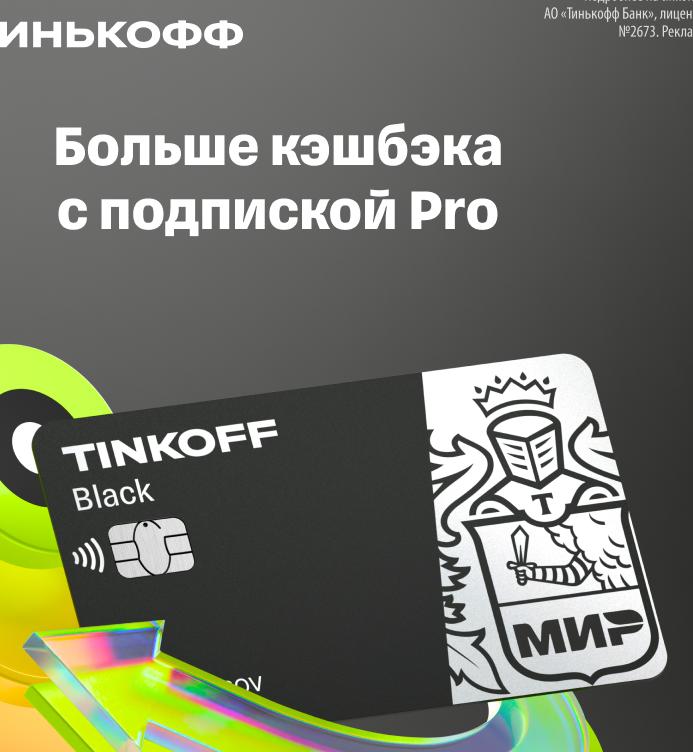 ИНЬКОФФ
АО «Тинькофф Банк», лицен
№2673. Рекла
Больше кэшбэка
с подпиской Pro
TINKOFF
Black
T
МИР